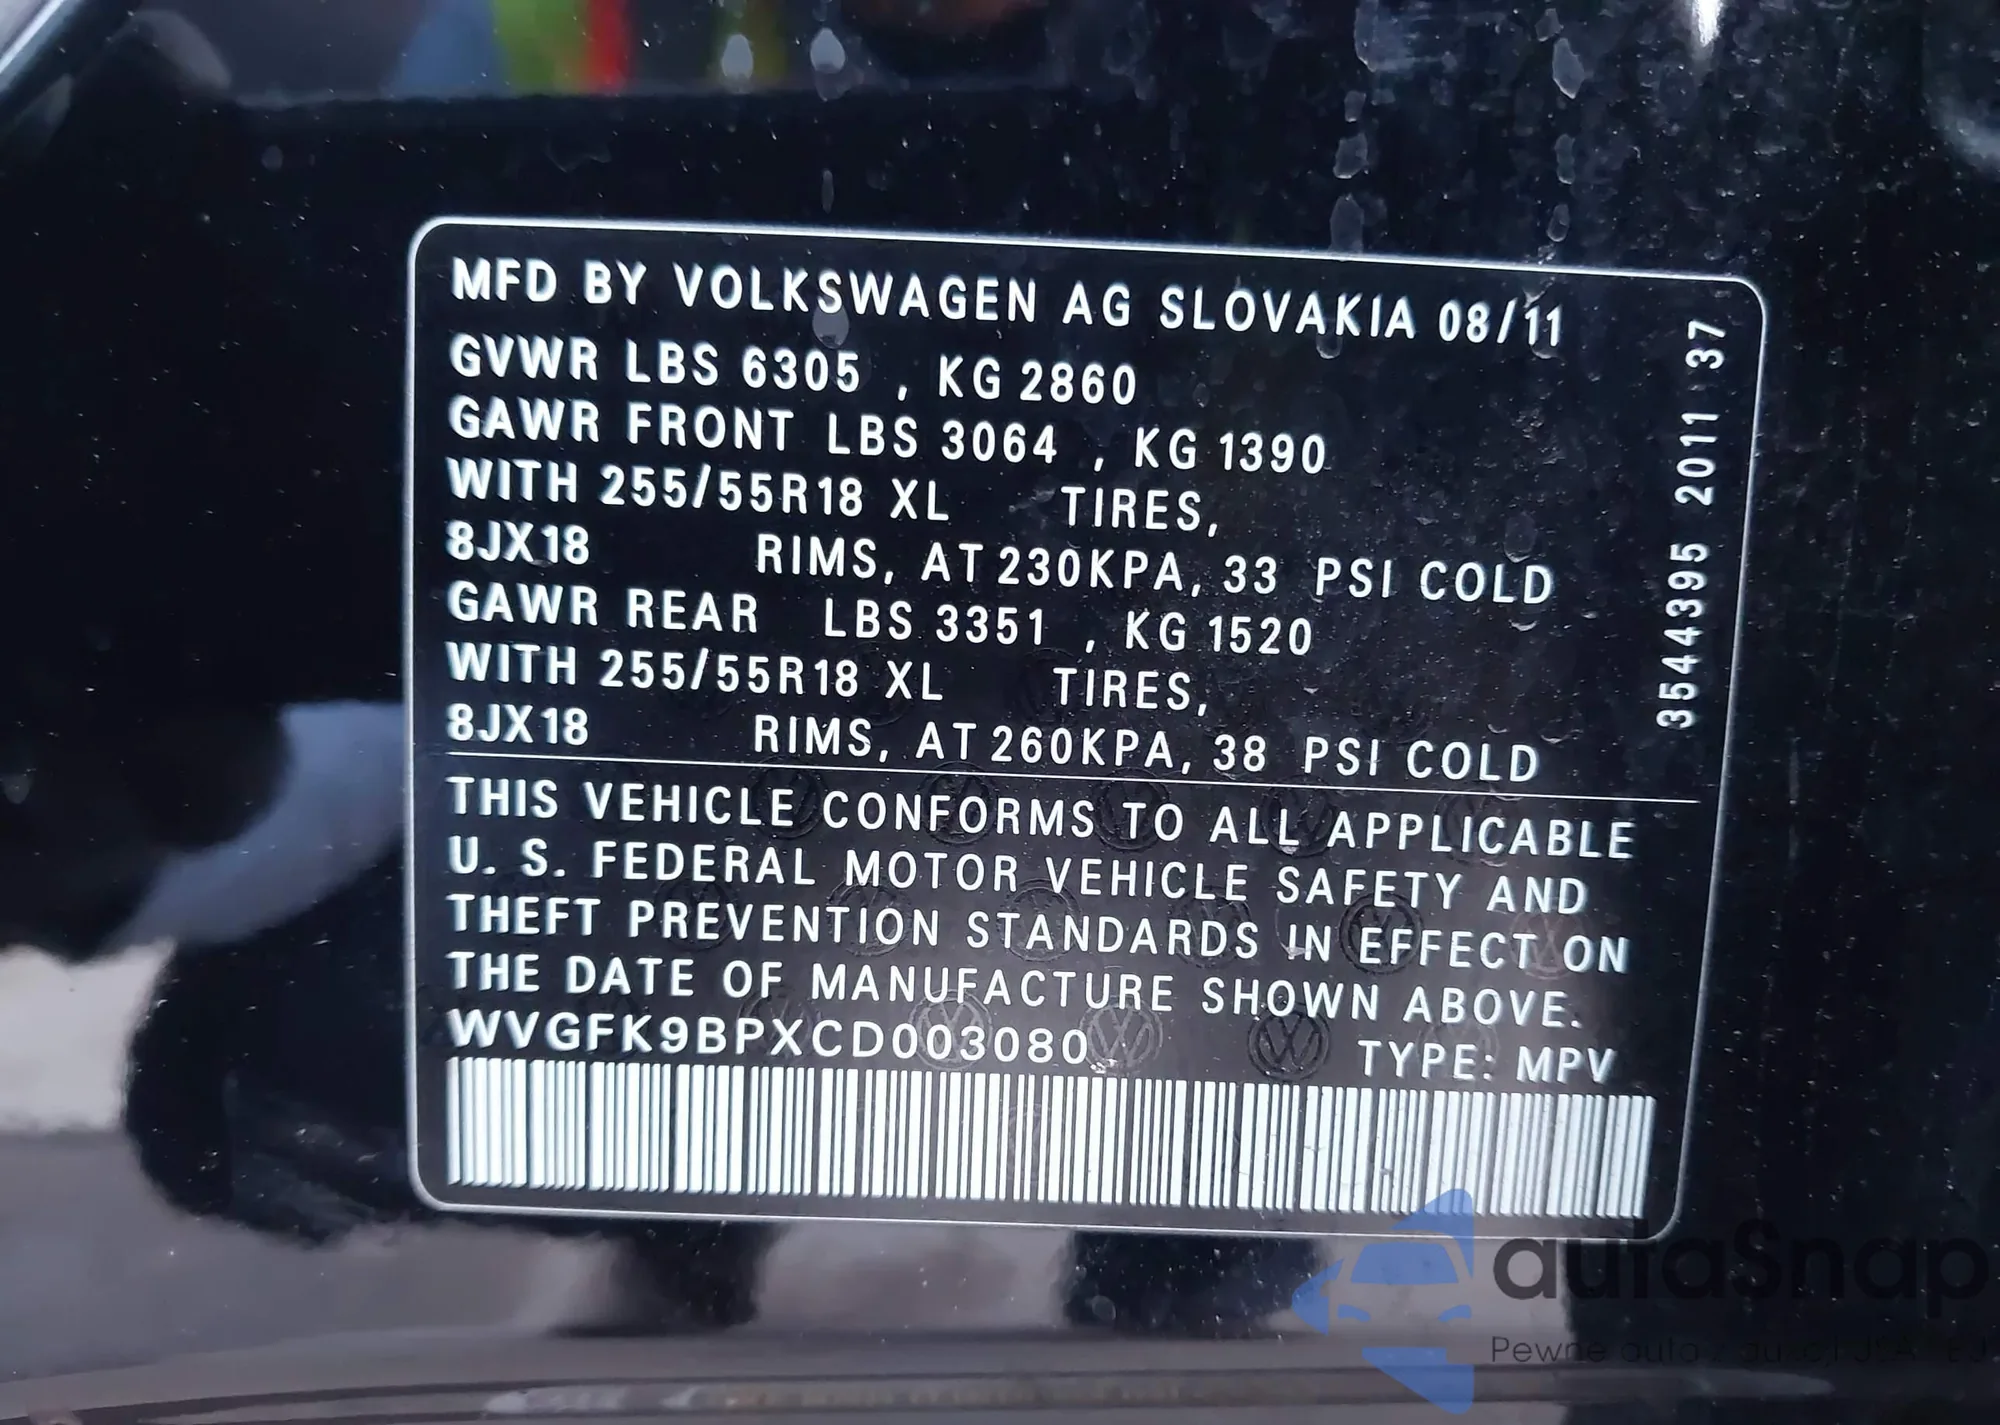 MFD BY VOLKSWAGEN AG SLOVAKIA 08/11
GVWR LBS 6305 , KG 2860
GAWR FRONT LBS 3064 , KG 1390
WITH 255/55R18 XL TIRES,
8JX18 RIMS, AT 230KPA, 33 PSI COLD
GAWR REAR LBS 3351 , KG 1520
WITH 255/55R18 XL TIRES,
8JX18 RIMS, AT 260KPA, 38 PSI COLD
THIS VEHICLE CONFORMS TO ALL APPLICABLE
U. S. FEDERAL MOTOR VEHICLE SAFETY AND
THEFT PREVENTION STANDARDS IN EFFECT ON
THE DATE OF MANUFACTURE SHOWN ABOVE.
WVGFK9BPXCD003080 TYPE: MPV
3544395 2011 37
autaSnap
Pewne auto z aukcji